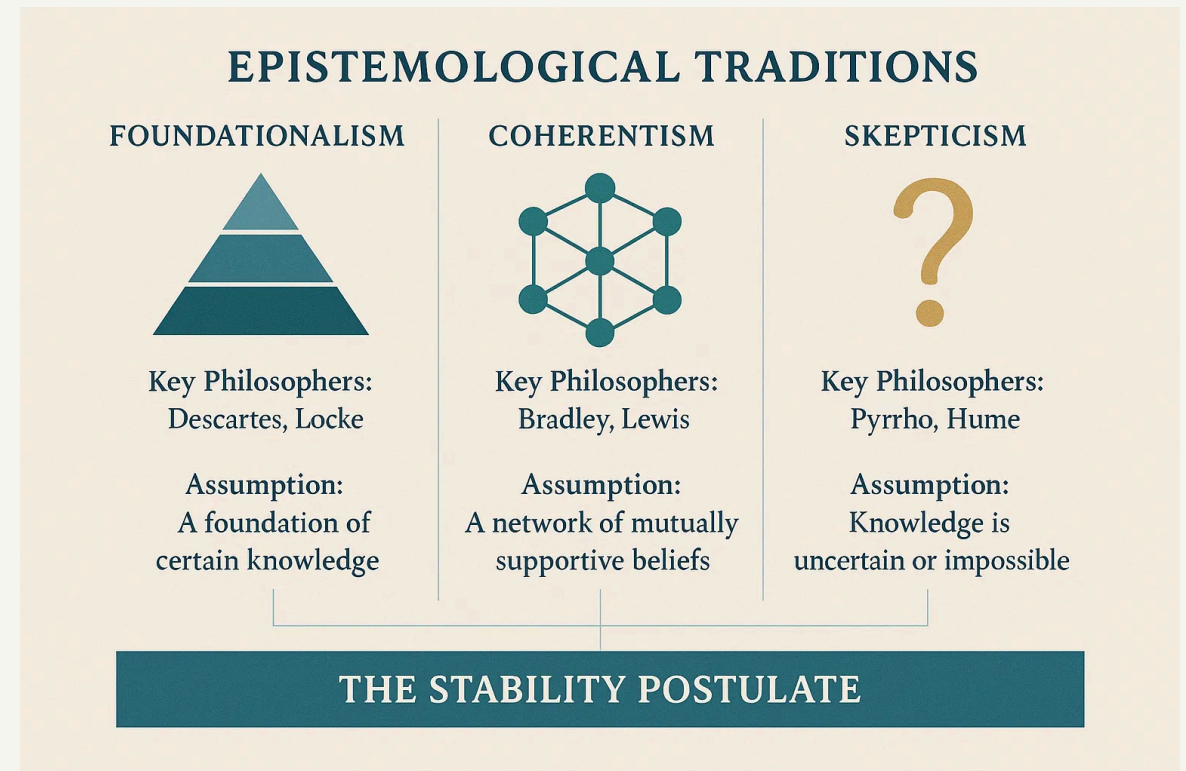 EPISTEMOLOGICAL TRADITIONS
FOUNDATIONALISM
Key Philosophers:
Descartes, Locke
Assumption:
A foundation of
certain knowledge
COHERENTISM
Key Philosophers:
Bradley, Lewis
Assumption:
A network of mutually
supportive beliefs
SKEPTICISM
?
Key Philosophers:
Pyrrho, Hume
Assumption:
Knowledge is
uncertain or impossible
THE STABILITY POSTULATE